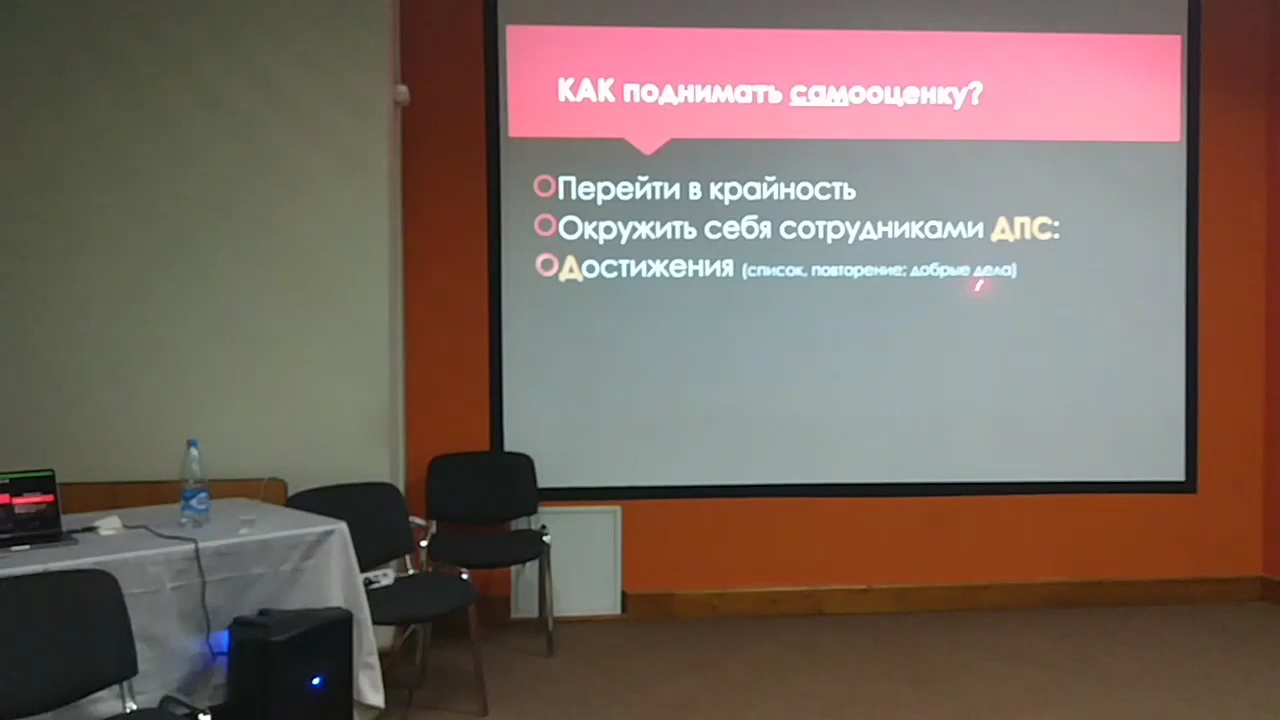 КАК поднимать самооценку?
Перейти в крайность
Окружить себя сотрудниками ДПС:
Достижения (список, повторение; добрые дела)